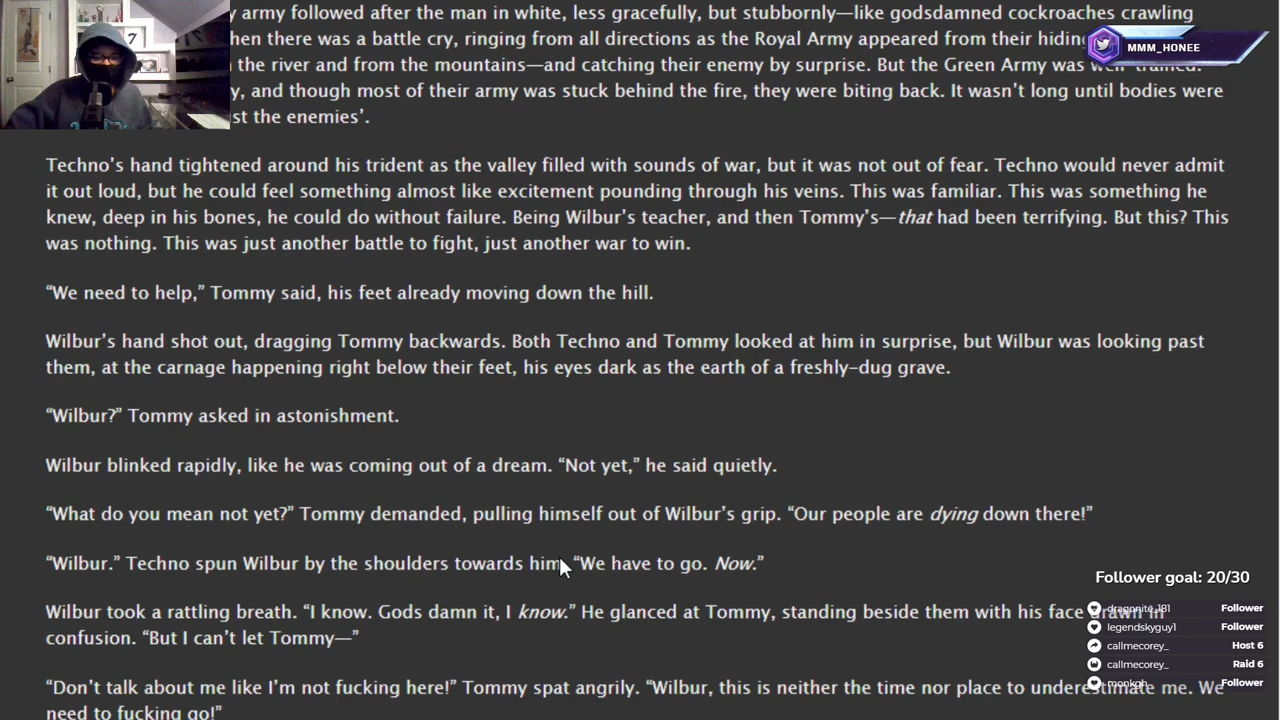 y army followed after the man in white, less gracefully, but stubbornly—like godsdamned cockroaches crawling
hen there was a battle cry, ringing from all directions as the Royal Army appeared from their hiding
MMM_HONEE
the river and from the mountains—and catching their enemy by surprise. But the Green Army was well-trained.
y, and though most of their army was stuck behind the fire, they were biting back. It wasn't long until bodies were
st the enemies'.
Techno's hand tightened around his trident as the valley filled with sounds of war, but it was not out of fear. Techno would never admit
it out loud, but he could feel something almost like excitement pounding through his veins. This was familiar. This was something he
knew, deep in his bones, he could do without failure. Being Wilbur's teacher, and then Tommy's—that had been terrifying. But this? This
was nothing. This was just another battle to fight, just another war to win.
“We need to help,” Tommy said, his feet already moving down the hill.
Wilbur's hand shot out, dragging Tommy backwards. Both Techno and Tommy looked at him in surprise, but Wilbur was looking past
them, at the carnage happening right below their feet, his eyes dark as the earth of a freshly-dug grave.
“Wilbur?” Tommy asked in astonishment.
Wilbur blinked rapidly, like he was coming out of a dream. “Not yet,” he said quietly.
“What do you mean not yet?” Tommy demanded, pulling himself out of Wilbur's grip. “Our people are dying down there!”
“Wilbur.” Techno spun Wilbur by the shoulders towards him. “We have to go. Now.”
Follower goal: 20/30
Wilbur took a rattling breath. “I know. Gods damn it, I know.” He glanced at Tommy, standing beside them with his face drawn in
dragonite_181 Follower
legendskyguy1 Follower
confusion. “But I can't let Tommy—”
callmecorey_ Host 6
callmecorey_ Raid 6
“Don't talk about me like I'm not fucking here!” Tommy spat angrily. “Wilbur, this is neither the time nor place to underestimate me. We
monkgh Follower
need to fucking go!”